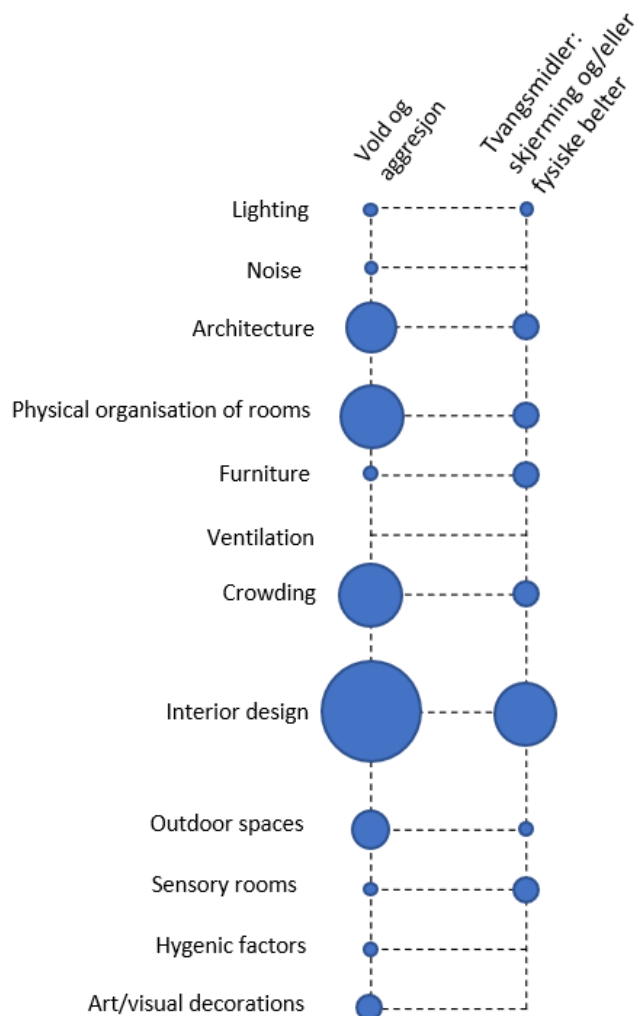 Vold og
aggresjon
Tvangsmidler:
skjerming og/eller
fysiske belter
Lighting
Noise
Architecture
Physical organisation of rooms
Furniture
Ventilation
Crowding
Interior design
Outdoor spaces
Sensory rooms
Hygenic factors
Art/visual decorations